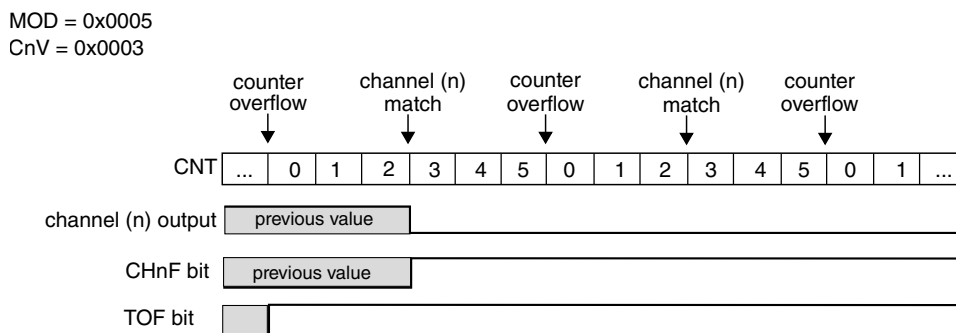 MOD = 0x0005
CnV = 0x0003
counter overflow
channel (n) match
counter overflow
channel (n) match
counter overflow
CNT ... 0 1 2 3 4 5 0 1 2 3 4 5 0 1 ...
channel (n) output previous value
CHnF bit previous value
TOF bit